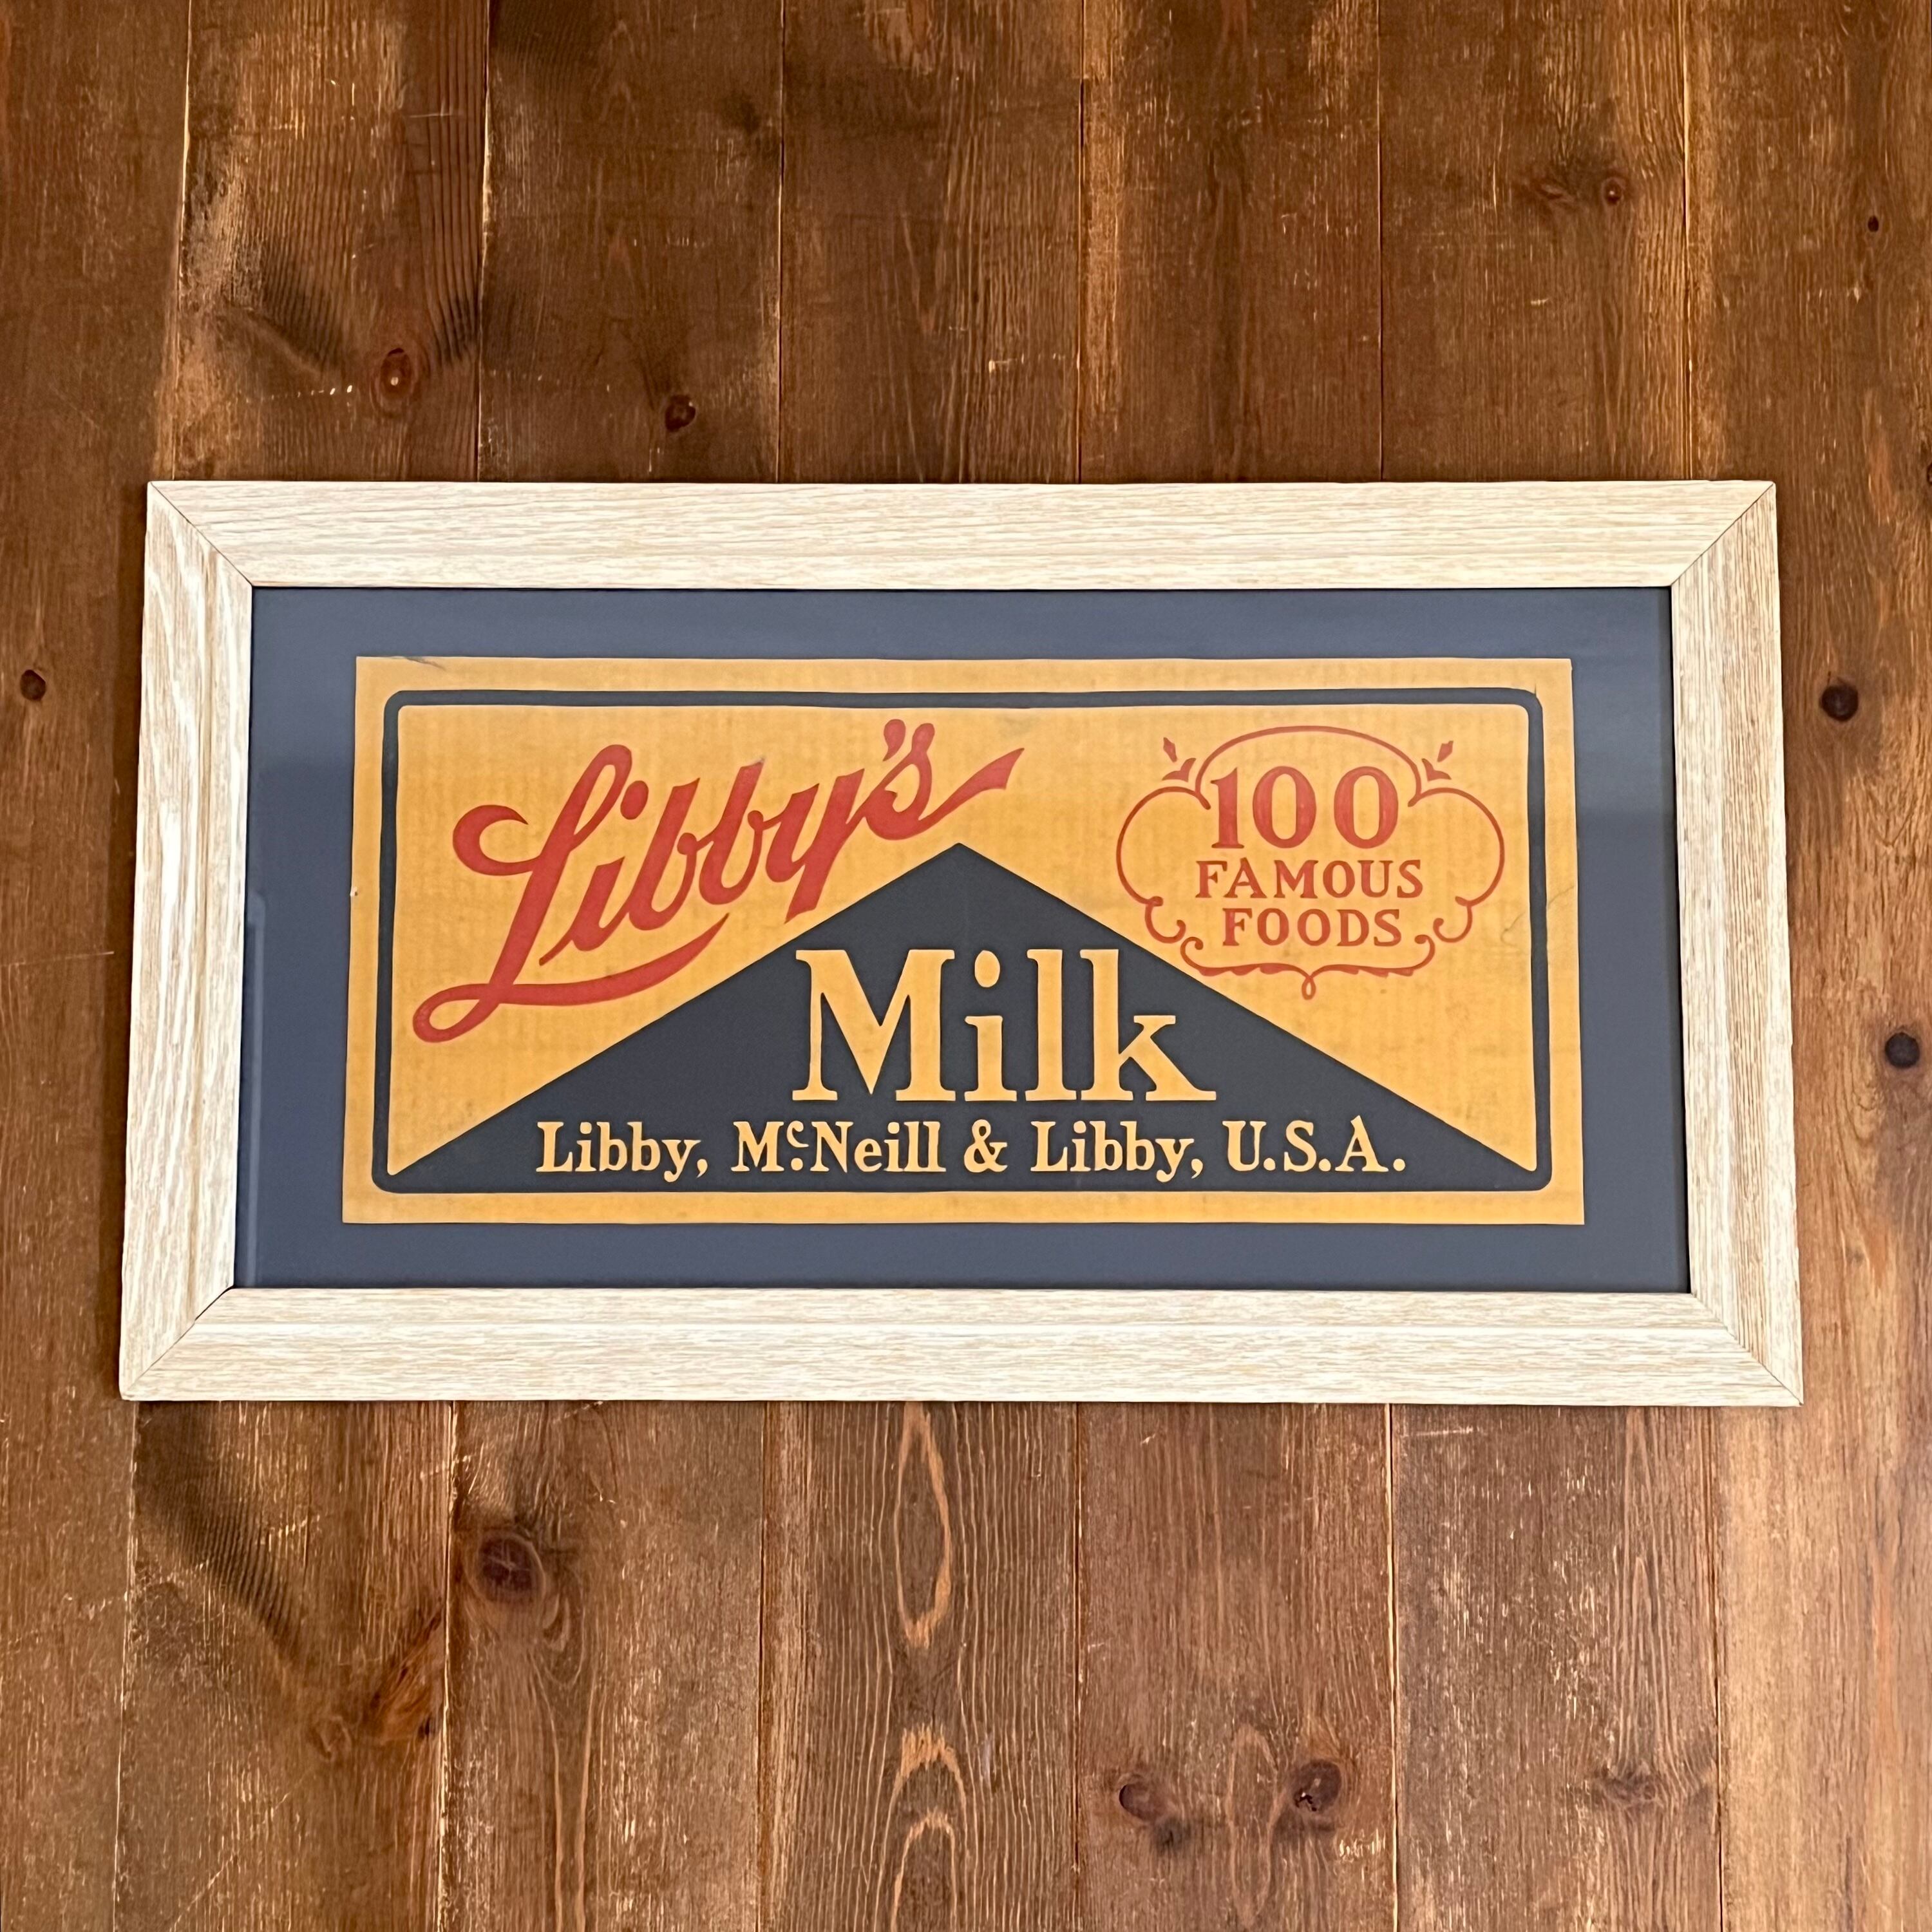 Libby's
100
FAMOUS
FOODS
Milk
Libby, McNeill & Libby, U.S.A.